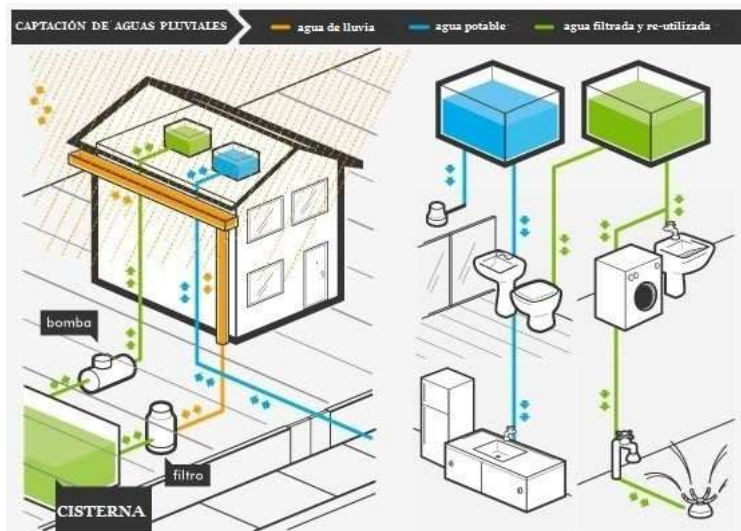 CAPTACIÓN DE AGUAS PLUVIALES
agua de lluvia
agua potable
agua filtrada y re-utilizada
bomba
filtro
CISTERNA